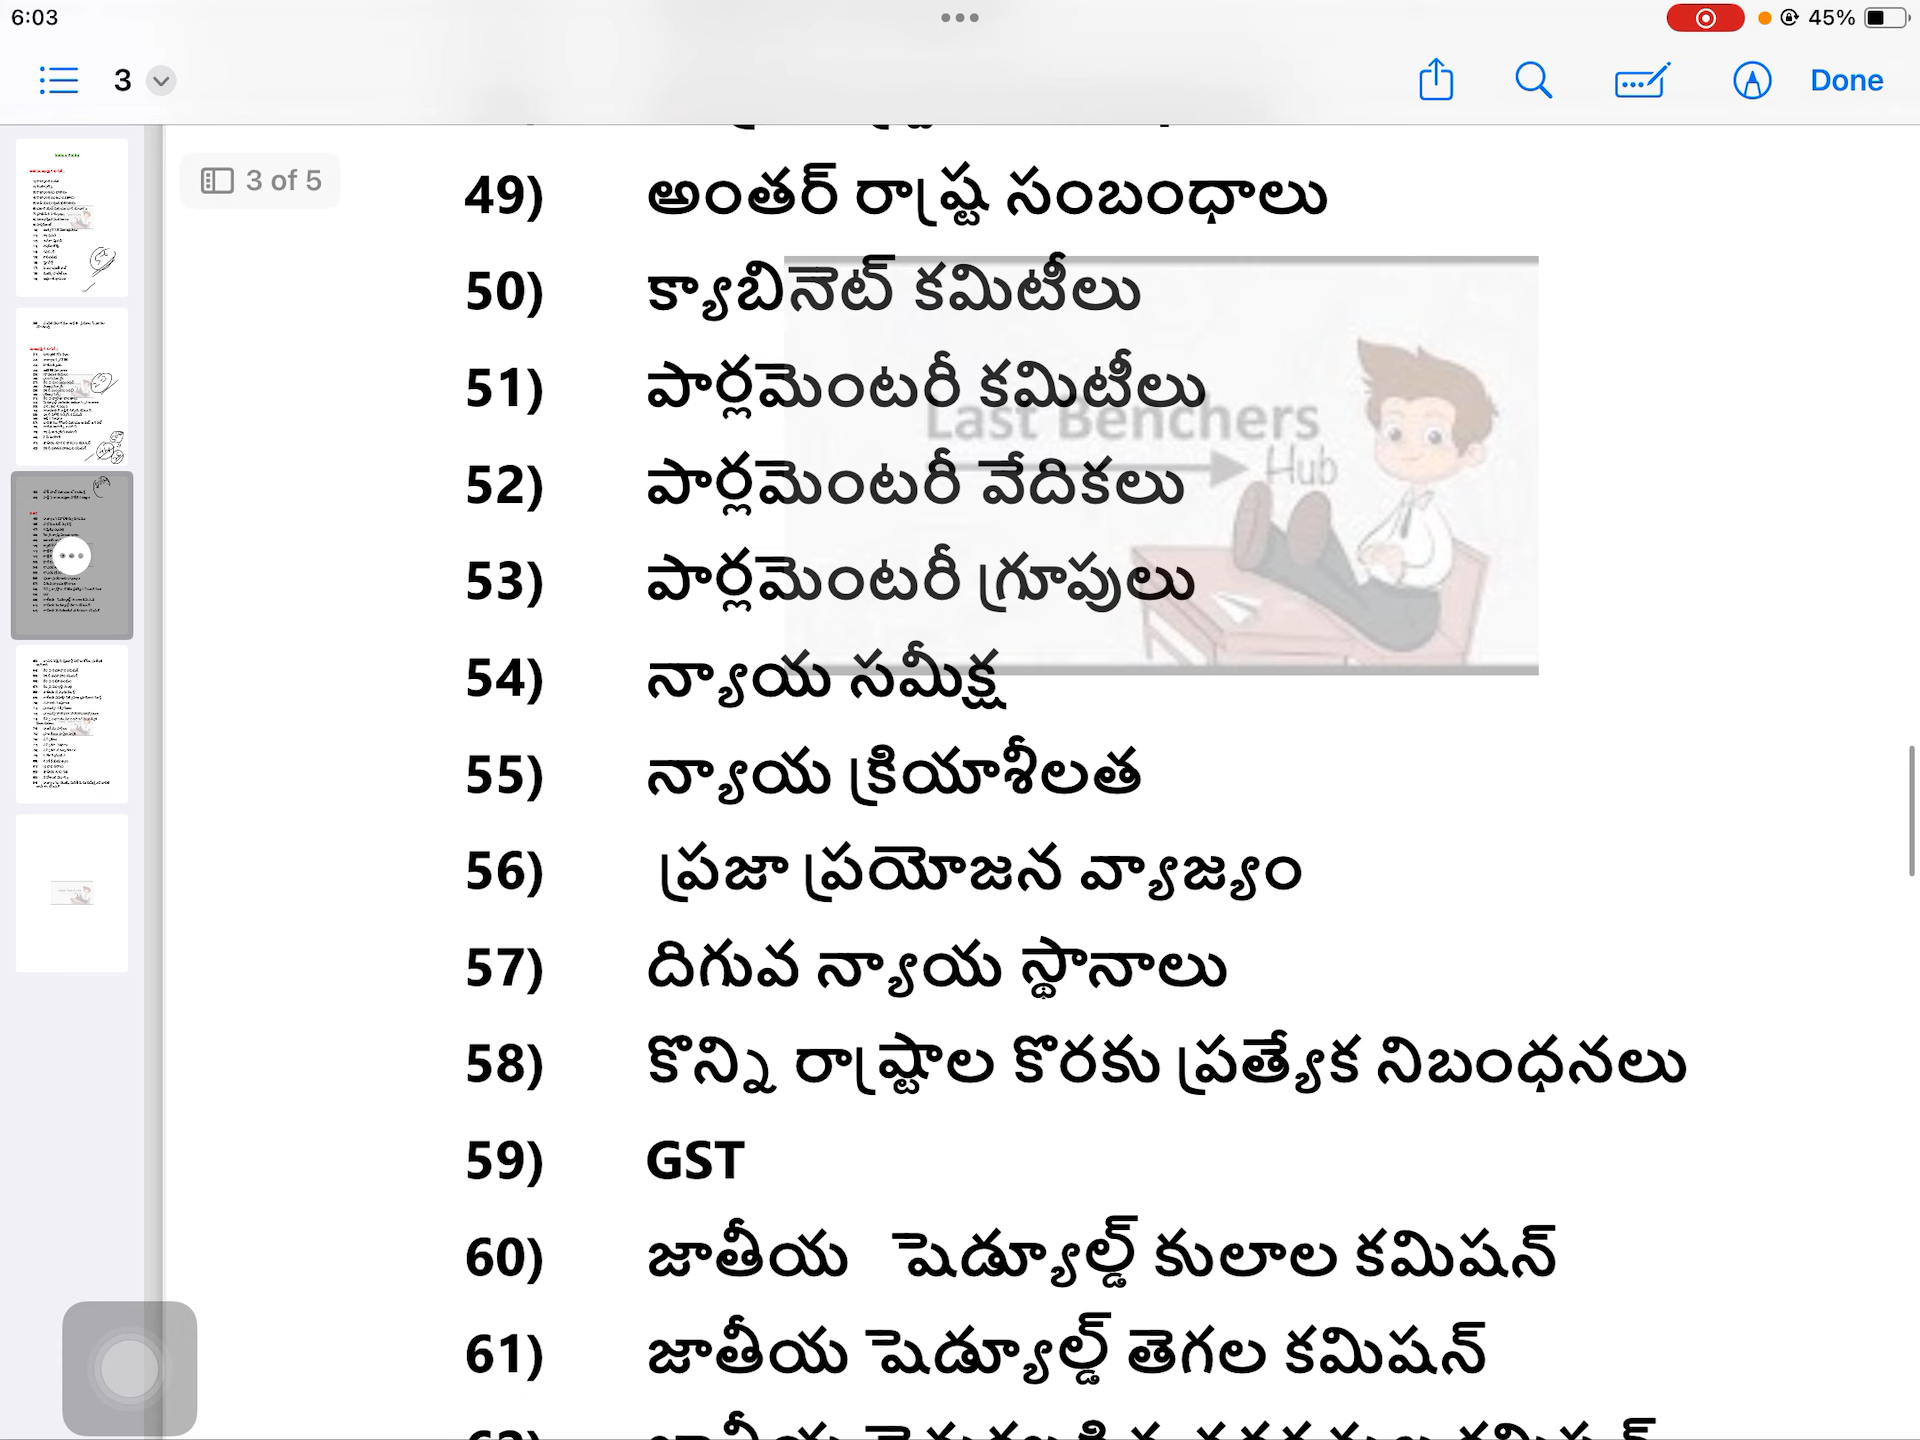 6:03
45%
3
Done
3 of 5
49) అంతర్ రాష్ట్ర సంబంధాలు
50) క్యాబినెట్ కమిటీలు
51) పార్లమెంటరీ కమిటీలు
Last Benchers
Hub
52) పార్లమెంటరీ వేదికలు
53) పార్లమెంటరీ గ్రూపులు
54) న్యాయ సమీక్ష
55) న్యాయ క్రియాశీలత
56) ప్రజా ప్రయోజన వ్యాజ్యం
57) దిగువ న్యాయ స్థానాలు
58) కొన్ని రాష్ట్రాల కొరకు ప్రత్యేక నిబంధనలు
59) GST
60) జాతీయ షెడ్యూల్డ్ కులాల కమిషన్
61) జాతీయ షెడ్యూల్డ్ తెగల కమిషన్